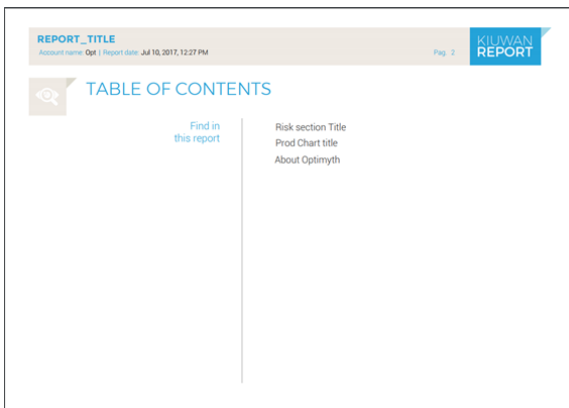 REPORT_TITLE
Account name: Opt | Report date: Jul 10, 2017, 12:27 PM
Pag. 2
KIUWAN
REPORT
TABLE OF CONTENTS
Find in
this report
Risk section Title
Prod Chart title
About Optimyth